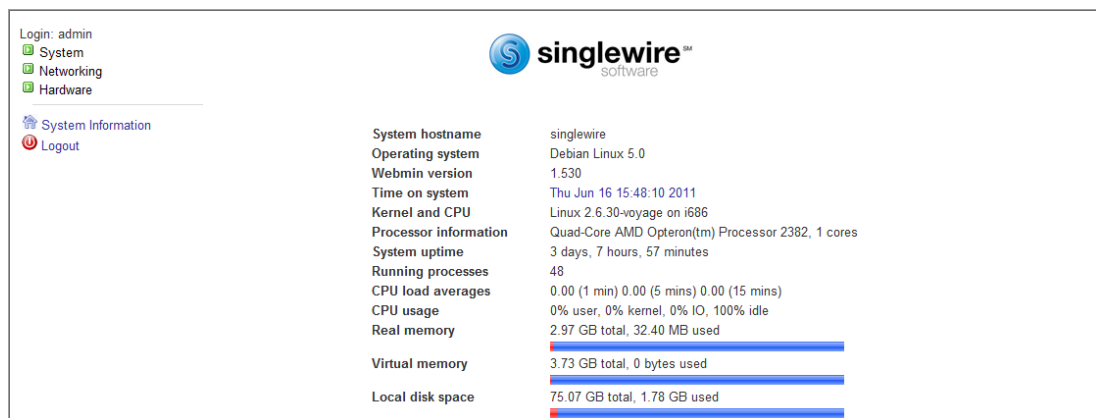 Login: admin
System
Networking
Hardware
System Information
Logout
singlewire℠
software
System hostname singlewire
Operating system Debian Linux 5.0
Webmin version 1.530
Time on system Thu Jun 16 15:48:10 2011
Kernel and CPU Linux 2.6.30-voyage on i686
Processor information Quad-Core AMD Opteron(tm) Processor 2382, 1 cores
System uptime 3 days, 7 hours, 57 minutes
Running processes 48
CPU load averages 0.00 (1 min) 0.00 (5 mins) 0.00 (15 mins)
CPU usage 0% user, 0% kernel, 0% IO, 100% idle
Real memory 2.97 GB total, 32.40 MB used
Virtual memory 3.73 GB total, 0 bytes used
Local disk space 75.07 GB total, 1.78 GB used